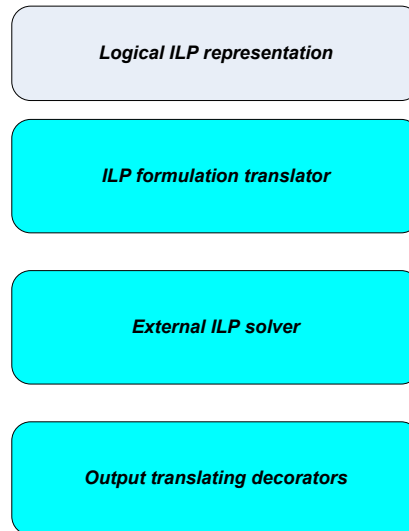 Logical ILP representation
ILP formulation translator
External ILP solver
Output translating decorators